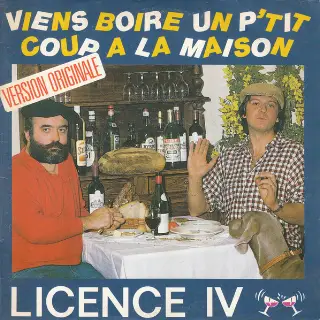 VIENS BOIRE UN P'TIT
COUP A LA MAISON
VERSION ORIGINALE
LICENCE IV